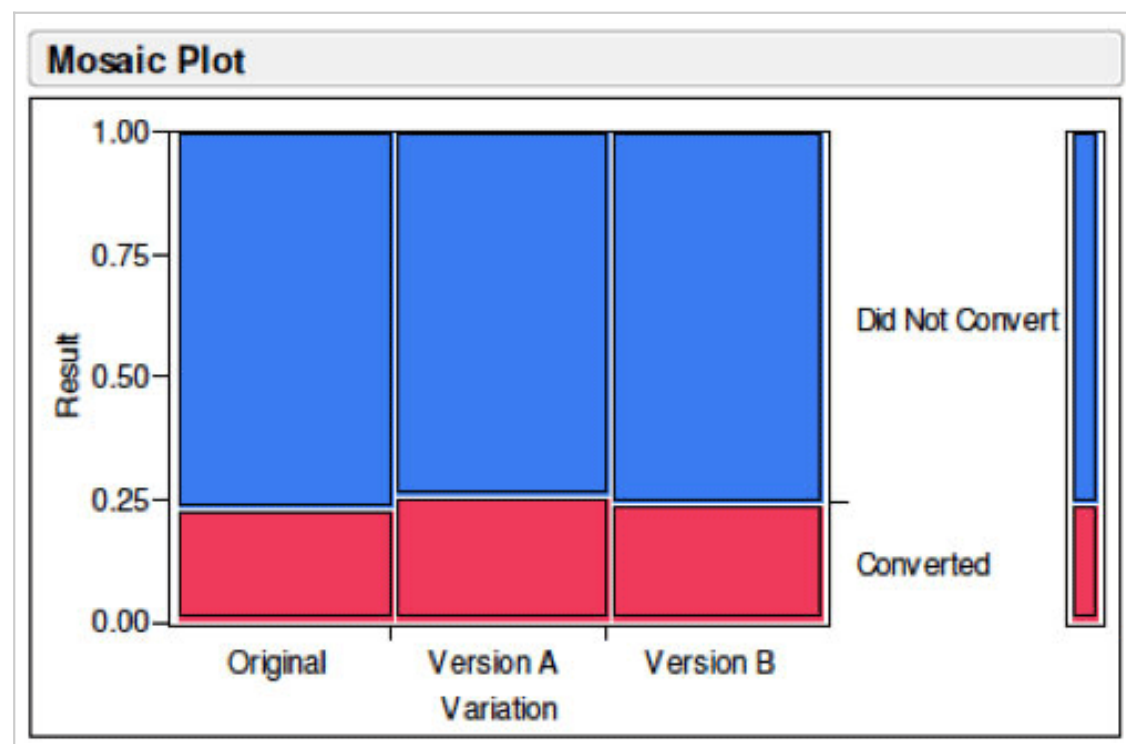 Mosaic Plot
1.00
0.75
0.50
0.25
0.00
Result
Did Not Convert
Converted
Original Version A Version B
Variation